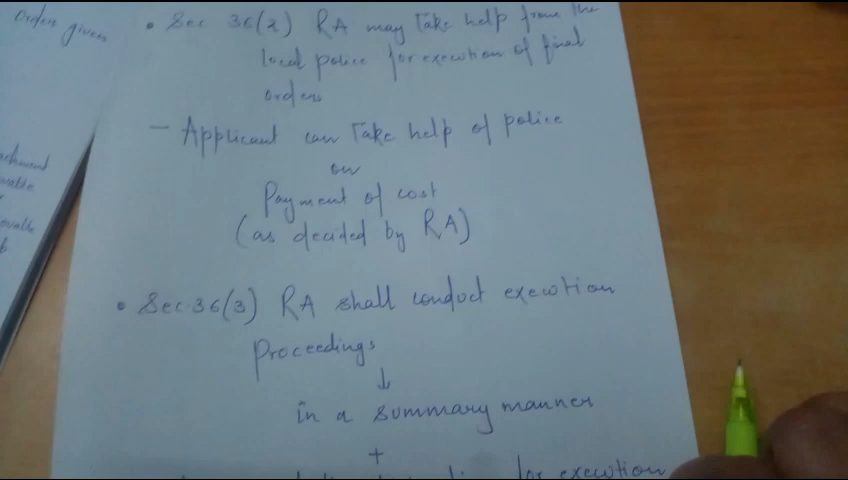 Orders given
• Sec 36(2) RA may take help from the
local police for execution of final
orders
- Applicant can take help of police
on
Payment of cost
(as decided by RA)
• Sec 36(3) RA shall conduct execution
Proceedings
↓
in a summary manner
+
for execution